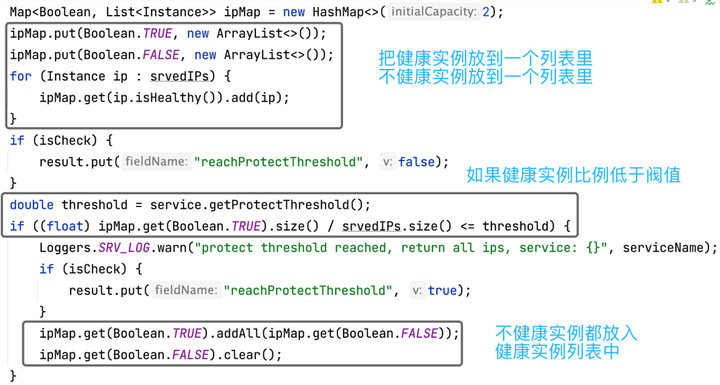 Map<Boolean, List<Instance>> ipMap = new HashMap<>( initialCapacity: 2);
ipMap.put(Boolean.TRUE, new ArrayList<>());
ipMap.put(Boolean.FALSE, new ArrayList<>());
for (Instance ip : srvedIPs) {
ipMap.get(ip.isHealthy()).add(ip);
}
把健康实例放到一个列表里
不健康实例放到一个列表里
if (isCheck) {
result.put( fieldName: "reachProtectThreshold", v: false);
}
如果健康实例比例低于阀值
double threshold = service.getProtectThreshold();
if ((float) ipMap.get(Boolean.TRUE).size() / srvedIPs.size() <= threshold) {
Loggers.SRV_LOG.warn("protect threshold reached, return all ips, service: {}", serviceName);
if (isCheck) {
result.put( fieldName: "reachProtectThreshold", v: true);
}
ipMap.get(Boolean.TRUE).addAll(ipMap.get(Boolean.FALSE));
ipMap.get(Boolean.FALSE).clear();
不健康实例都放入
健康实例列表中
}